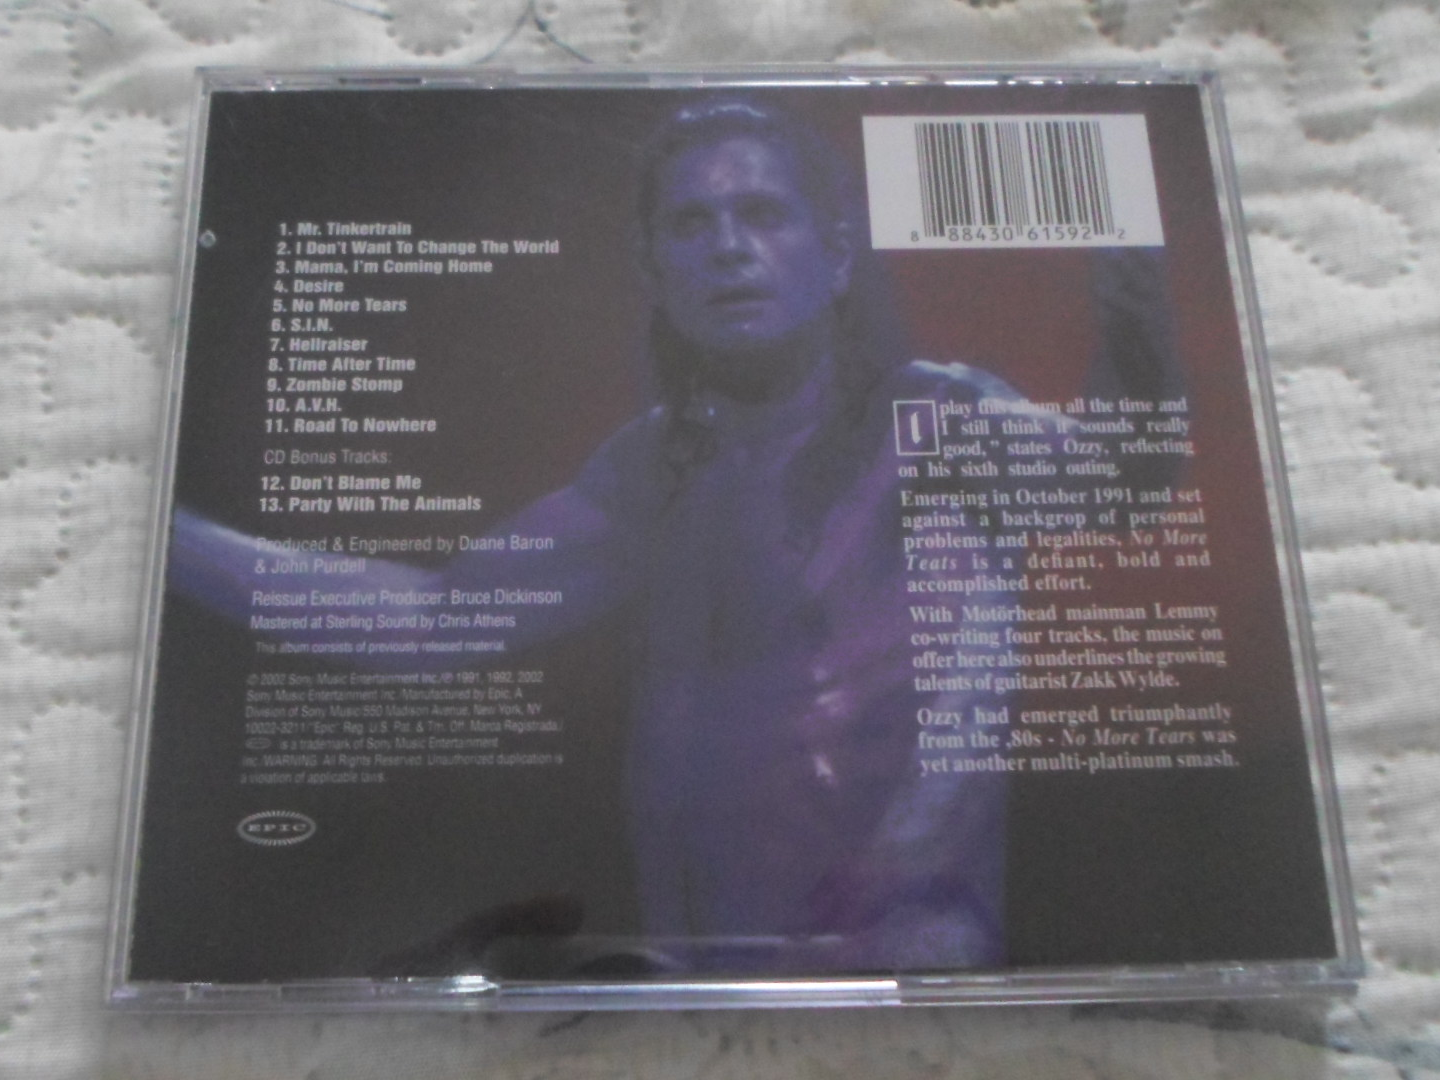 1. Mr. Tinkertrain
2. I Don't Want To Change The World
3. Mama, I'm Coming Home
4. Desire
5. No More Tears
6. S.I.N.
7. Hellraiser
8. Time After Time
9. Zombie Stomp
10. A.V.H.
11. Road To Nowhere
CD Bonus Tracks:
12. Don't Blame Me
13. Party With The Animals
Produced & Engineered by Duane Baron
& John Purdell
Reissue Executive Producer: Bruce Dickinson
Mastered at Sterling Sound by Chris Athens
This album consists of previously released material.
© 2002 Sony Music Entertainment Inc./℗ 1991, 1992, 2002
Sony Music Entertainment Inc./Manufactured by Epic, A
Division of Sony Music/550 Madison Avenue, New York, NY
10022-3211/"Epic" Reg. U.S. Pat. & Tm. Off. Marca Registrada./
is a trademark of Sony Music Entertainment
Inc./WARNING: All Rights Reserved. Unauthorized duplication is
a violation of applicable laws.
EPIC
8 88430 61592 2
I play this album all the time and
I still think it sounds really
good," states Ozzy, reflecting
on his sixth studio outing.
Emerging in October 1991 and set
against a backgrop of personal
problems and legalities, No More
Teats is a defiant, bold and
accomplished effort.
With Motörhead mainman Lemmy
co-writing four tracks, the music on
offer here also underlines the growing
talents of guitarist Zakk Wylde.
Ozzy had emerged triumphantly
from the ,80s - No More Tears was
yet another multi-platinum smash.